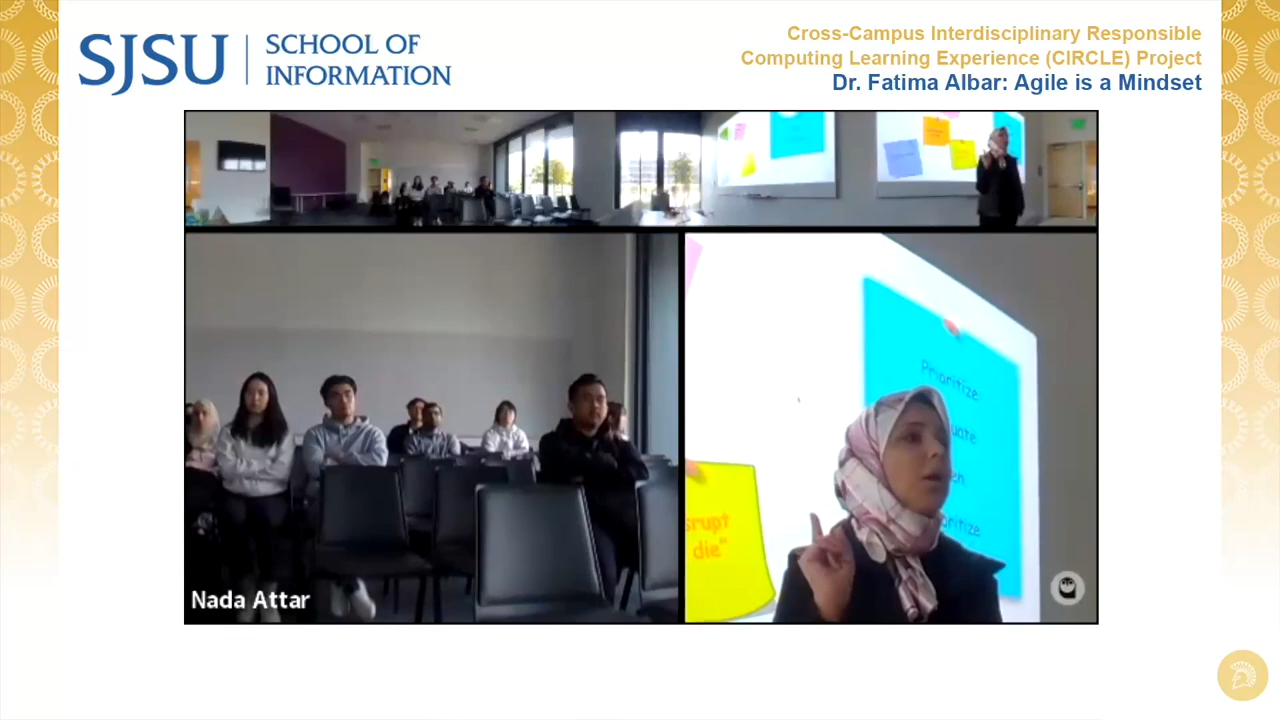 SJSU
SCHOOL OF
INFORMATION
Cross-Campus Interdisciplinary Responsible
Computing Learning Experience (CIRCLE) Project
Dr. Fatima Albar: Agile is a Mindset
Prioritize
Nada Attar
die"